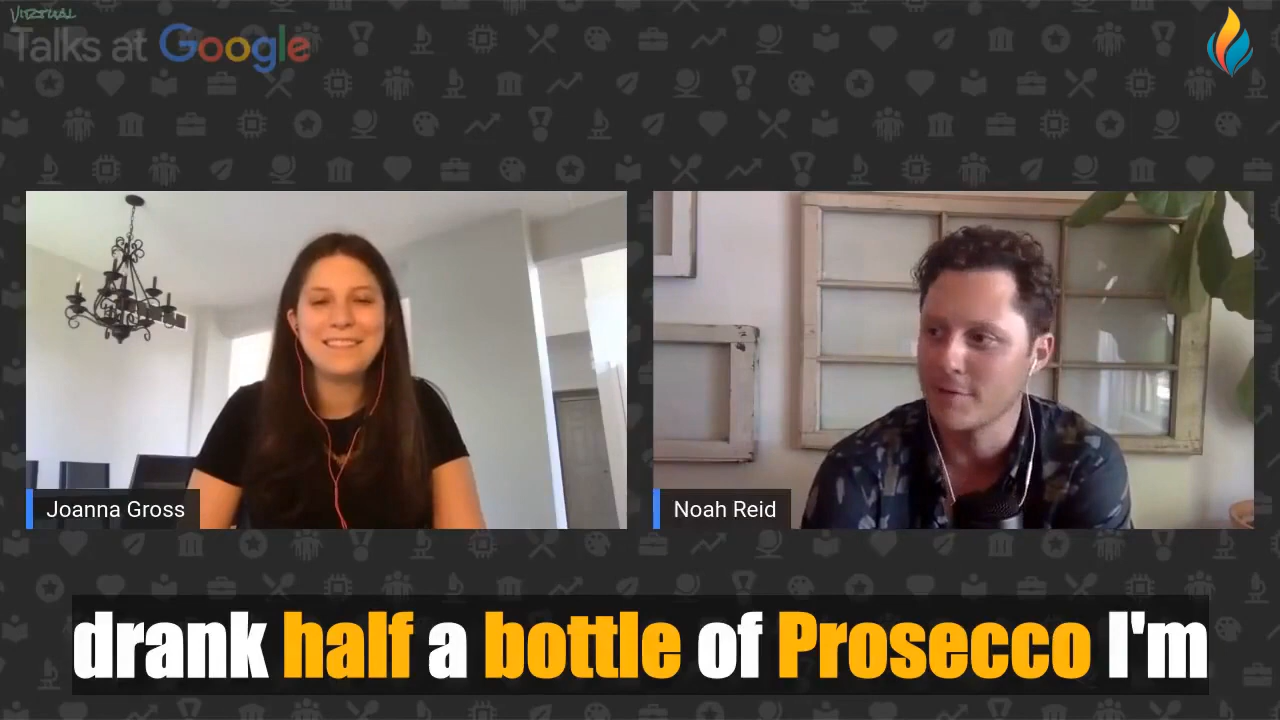 VIRTUAL
Talks at Google
Joanna Gross
Noah Reid
drank half a bottle of Prosecco I'm